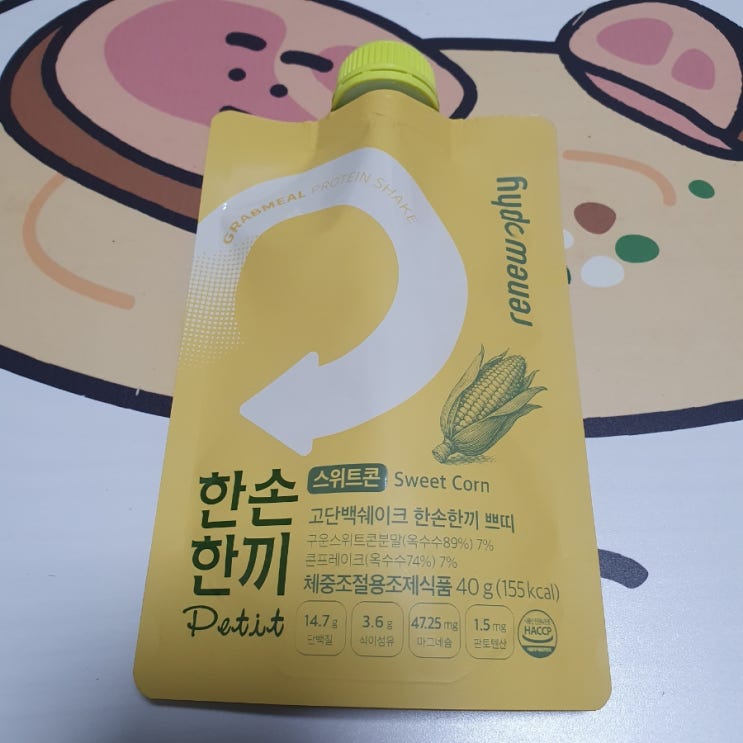 GRABMEAL PROTEIN SHAKE
renewphy
한손
한끼
Petit
스위트콘 Sweet Corn
고단백쉐이크 한손한끼 쁘띠
구운스위트콘분말(옥수수89%) 7%
콘프레이크(옥수수74%) 7%
체중조절용조제식품 40 g (155 kcal)
14.7 g 단백질
3.6 g 식이섬유
47.25 mg 마그네슘
1.5 mg 판토텐산
HACCP